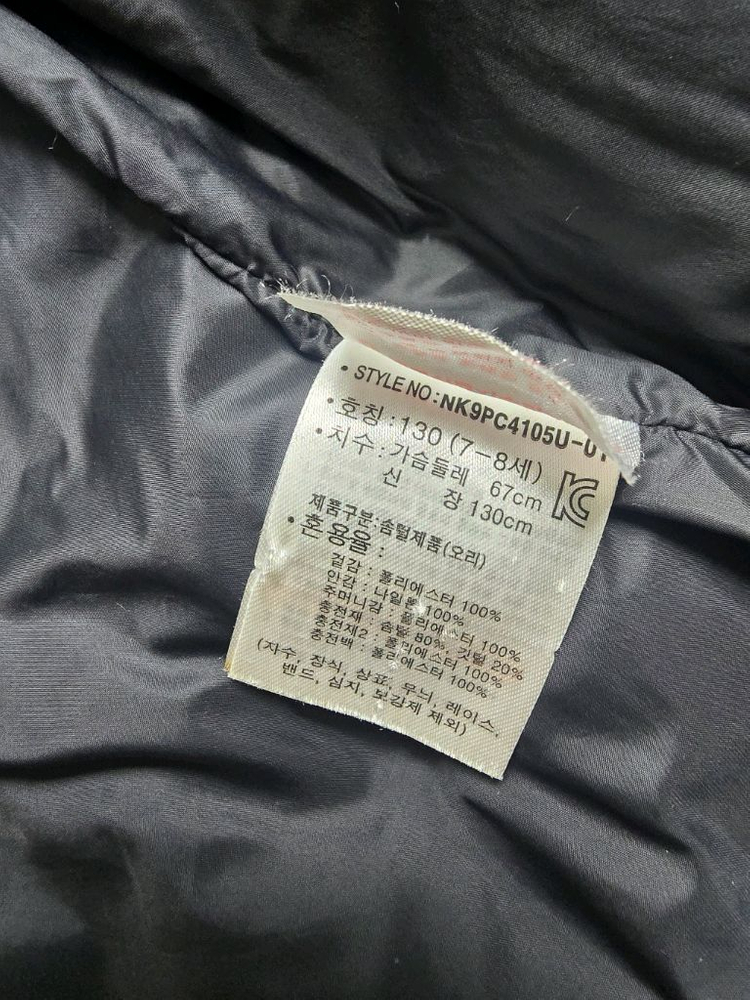 • STYLE NO:NK9PC4105U-01
• 호칭 : 130 (7-8세)
• 치수 : 가슴둘레 67cm
신 장 130cm
제품구분:솜털제품(오리)
• 혼용율 :
겉감 : 폴리에스터 100%
안감 : 나일론 100%
주머니감 : 폴리에스터 100%
충전재 : 솜털 80%, 깃털 20%
충전재2 : 폴리에스터 100%
충전백 : 폴리에스터 100%
(자수, 장식, 상표, 무늬, 레이스,
밴드, 심지, 보강제 제외)